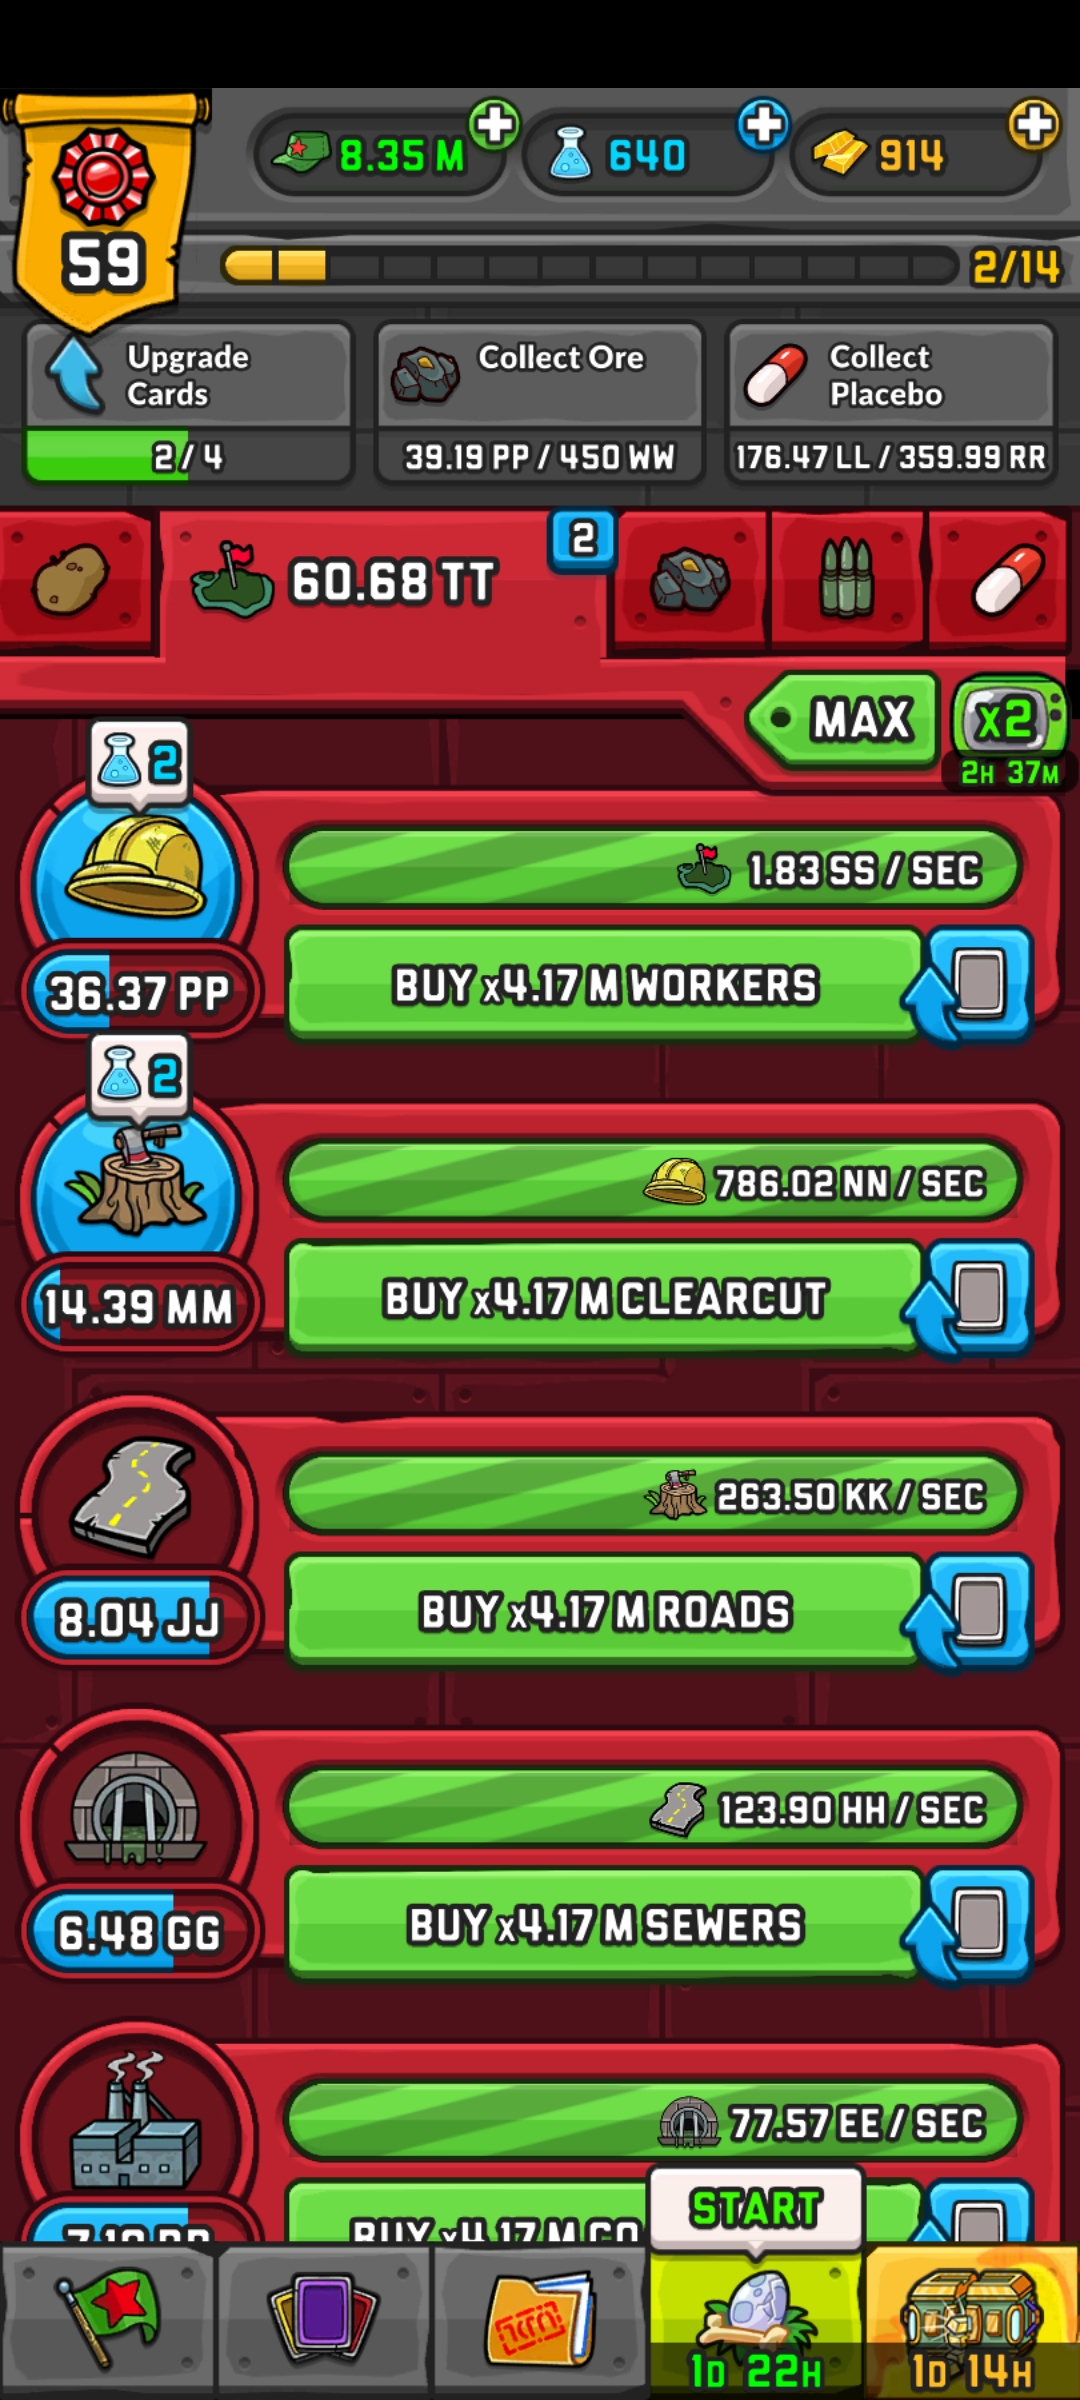 8.35 M
640
914
59
2/14
Upgrade
Cards
Collect Ore
Collect
Placebo
2/4
39.19 PP / 450 WW
176.47 LL / 359.99 RR
60.68 TT
2
MAX
x2
2H 37M
2
1.83 SS / SEC
36.37 PP
BUY x4.17 M WORKERS
2
786.02 NN / SEC
14.39 MM
BUY x4.17 M CLEARCUT
263.50 KK / SEC
8.04 JJ
BUY x4.17 M ROADS
123.90 HH / SEC
6.48 GG
BUY x4.17 M SEWERS
77.57 EE / SEC
START
BUY x4.17 M CO
1D 22H
1D 14H